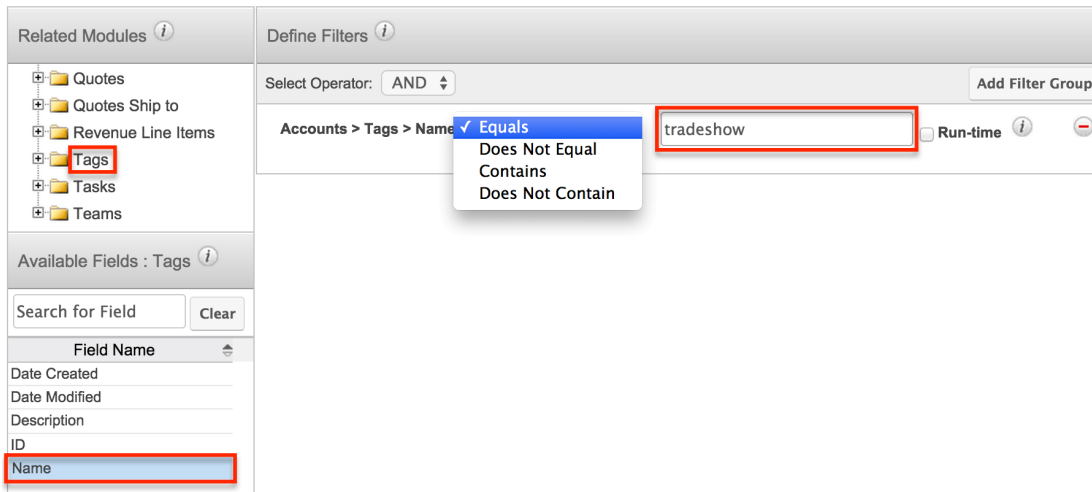 Related Modules i
Quotes
Quotes Ship to
Revenue Line Items
Tags
Tasks
Teams
Available Fields : Tags i
Search for Field Clear
Field Name
Date Created
Date Modified
Description
ID
Name
Define Filters i
Select Operator: AND
Add Filter Group
Accounts > Tags > Name ✓ Equals tradeshow Run-time i
Does Not Equal
Contains
Does Not Contain